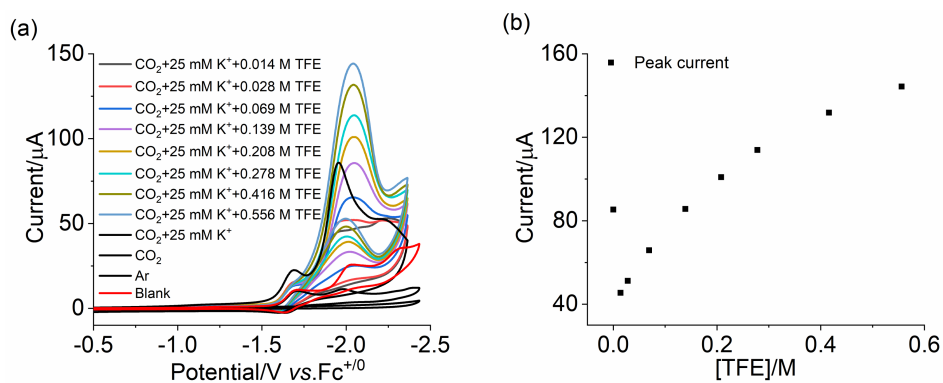 (a)
150
100
50
0
Current/μA
CO₂+25 mM K⁺+0.014 M TFE
CO₂+25 mM K⁺+0.028 M TFE
CO₂+25 mM K⁺+0.069 M TFE
CO₂+25 mM K⁺+0.139 M TFE
CO₂+25 mM K⁺+0.208 M TFE
CO₂+25 mM K⁺+0.278 M TFE
CO₂+25 mM K⁺+0.416 M TFE
CO₂+25 mM K⁺+0.556 M TFE
CO₂+25 mM K⁺
CO₂
Ar
Blank
-0.5 -1.0 -1.5 -2.0 -2.5
Potential/V vs.Fc⁺ᐟ⁰
(b)
160
120
80
40
Current/μA
Peak current
0.0 0.2 0.4 0.6
[TFE]/M